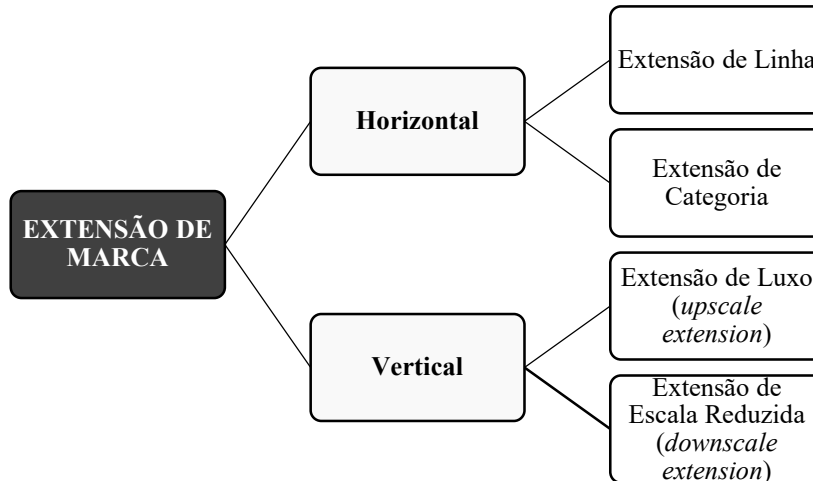 EXTENSÃO DE
MARCA
Horizontal
Extensão de Linha
Extensão de
Categoria
Vertical
Extensão de Luxo
(upscale
extension)
Extensão de
Escala Reduzida
(downscale
extension)